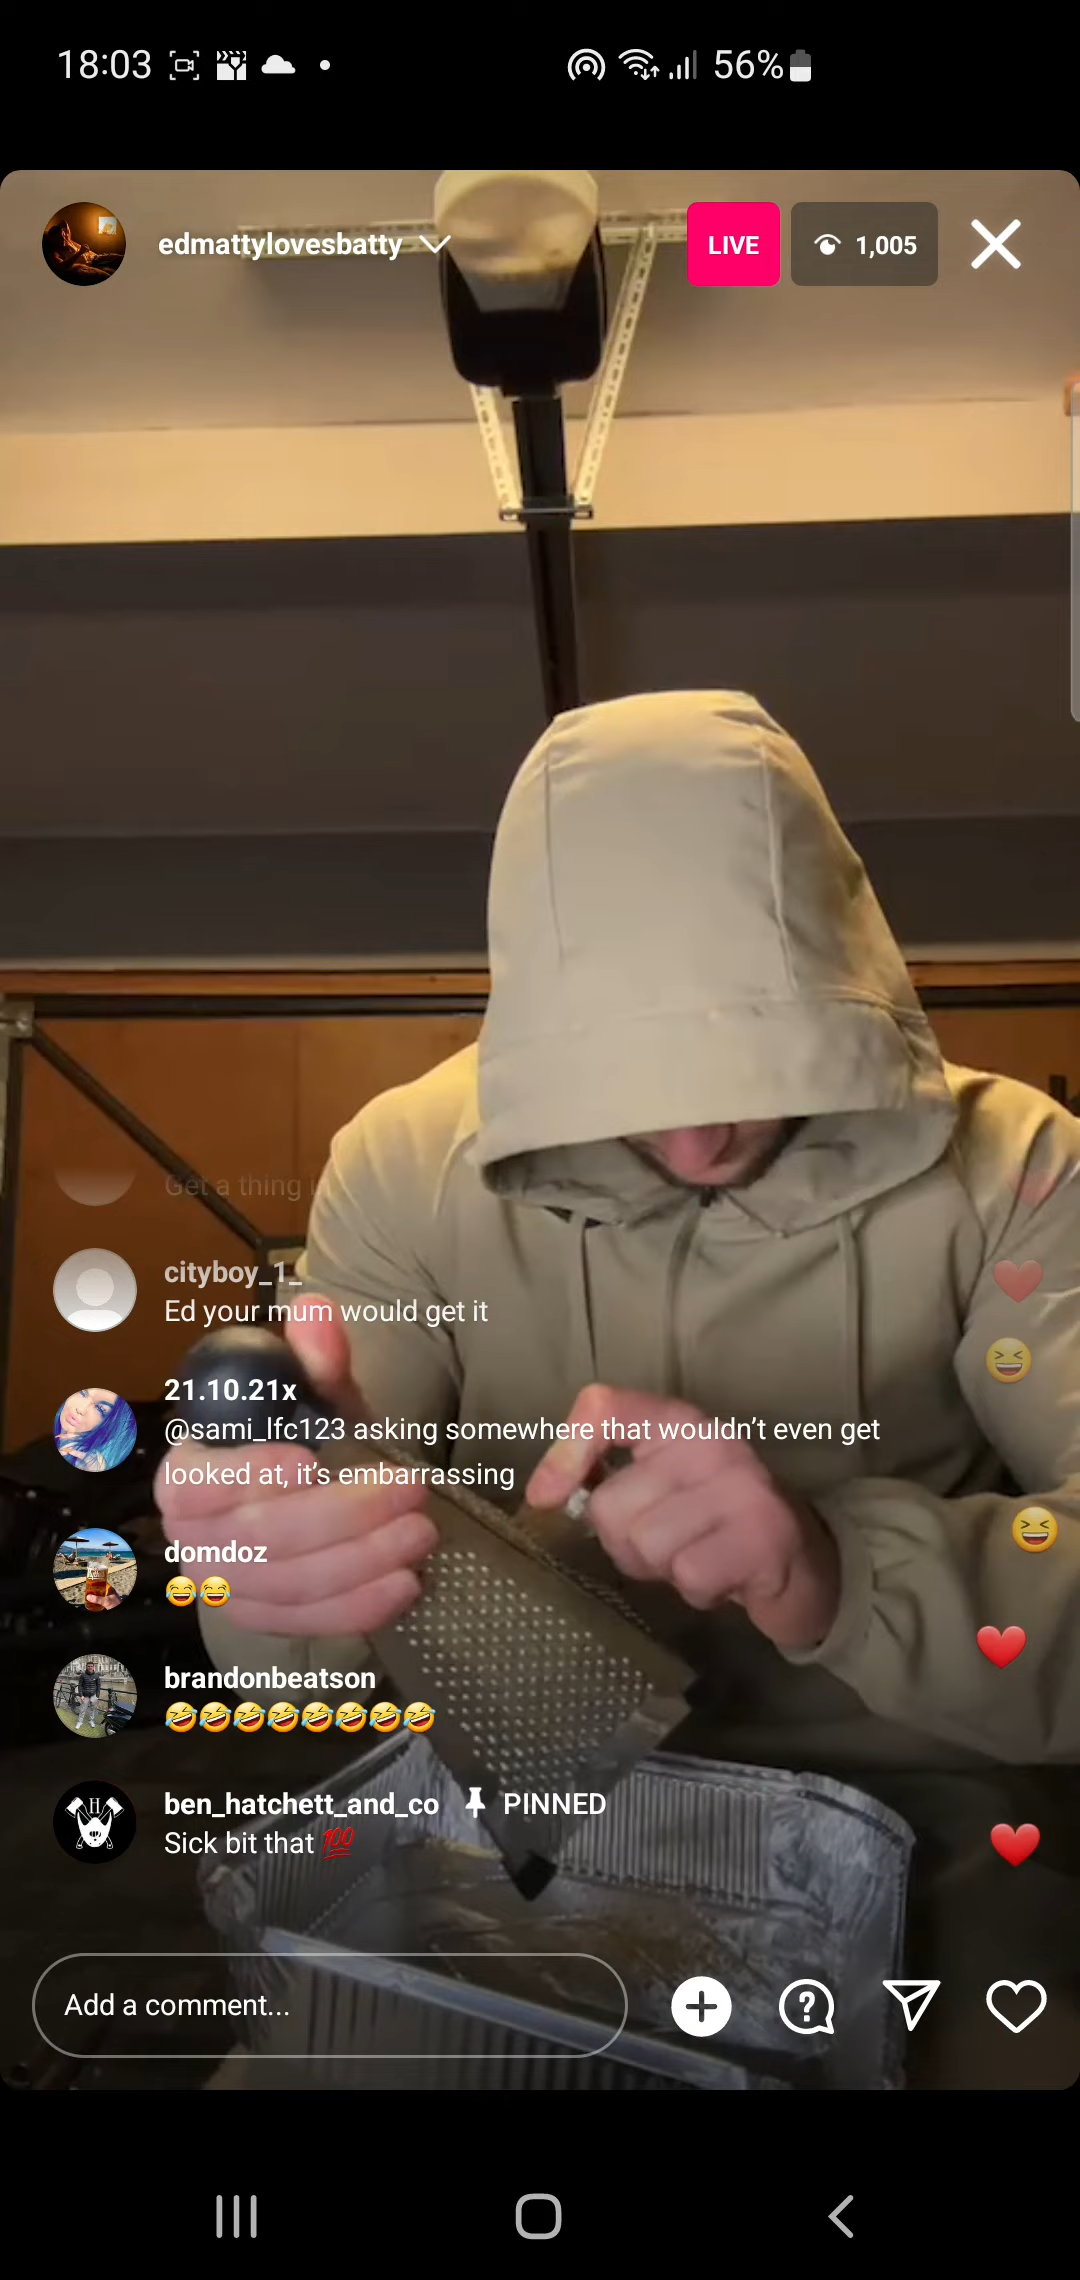 18:03
56%
edmattylovesbatty
LIVE
1,005
Get a thing
cityboy_1_
Ed your mum would get it
21.10.21x
@sami_lfc123 asking somewhere that wouldn't even get
looked at, it's embarrassing
domdoz
😂😂
brandonbeatson
🤣🤣🤣🤣🤣🤣🤣🤣
ben_hatchett_and_co PINNED
Sick bit that 💯
Add a comment...